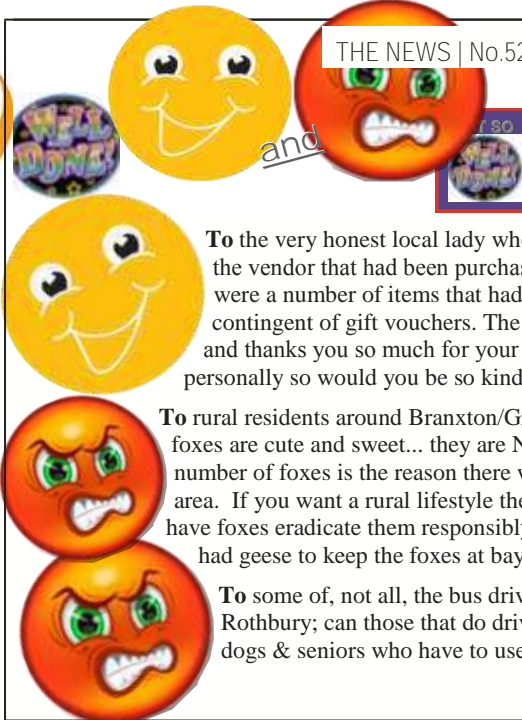 THE NEWS | No.52
WELL
DONE!
and
T SO
WELL
DONE!
To the very honest local lady who
the vendor that had been purchas
were a number of items that had
contingent of gift vouchers. The
and thanks you so much for your
personally so would you be so kind
To rural residents around Branxton/G
foxes are cute and sweet... they are N
number of foxes is the reason there w
area. If you want a rural lifestyle the
have foxes eradicate them responsibly
had geese to keep the foxes at bay
To some of, not all, the bus driv
Rothbury; can those that do driv
dogs & seniors who have to use